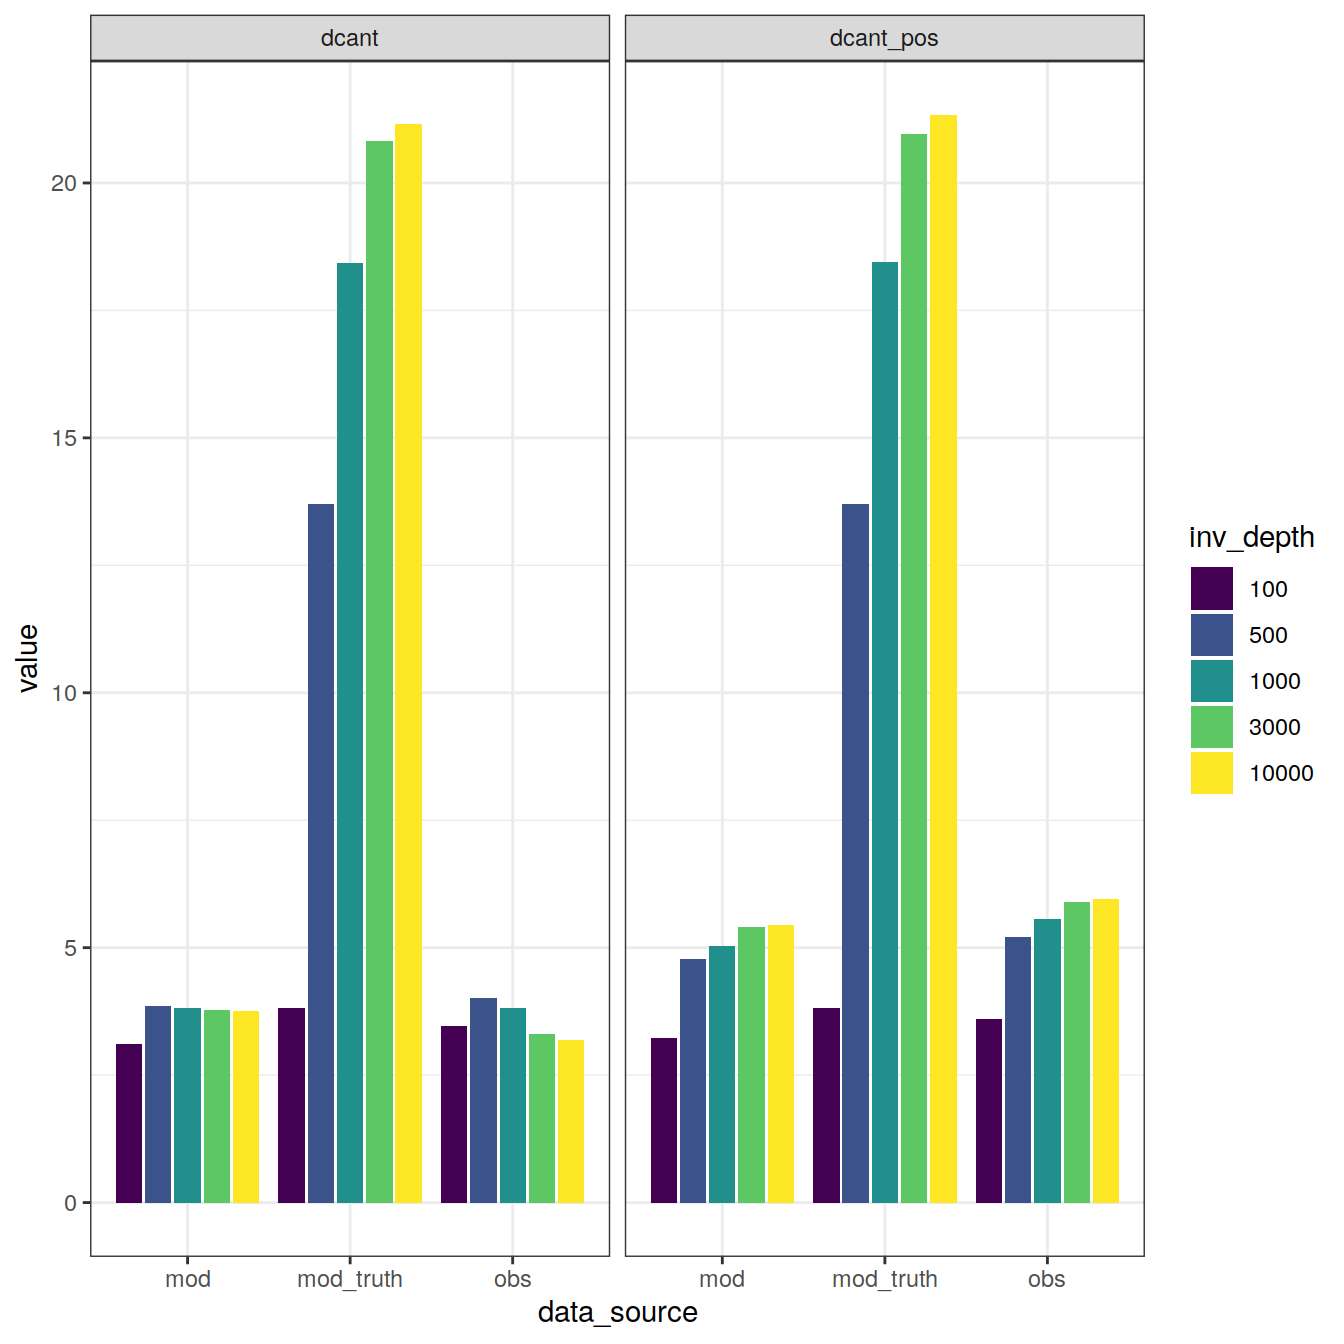 dcant
dcant_pos
20
15
10
5
0
value
mod
mod_truth
obs
mod
mod_truth
obs
data_source
inv_depth
100
500
1000
3000
10000